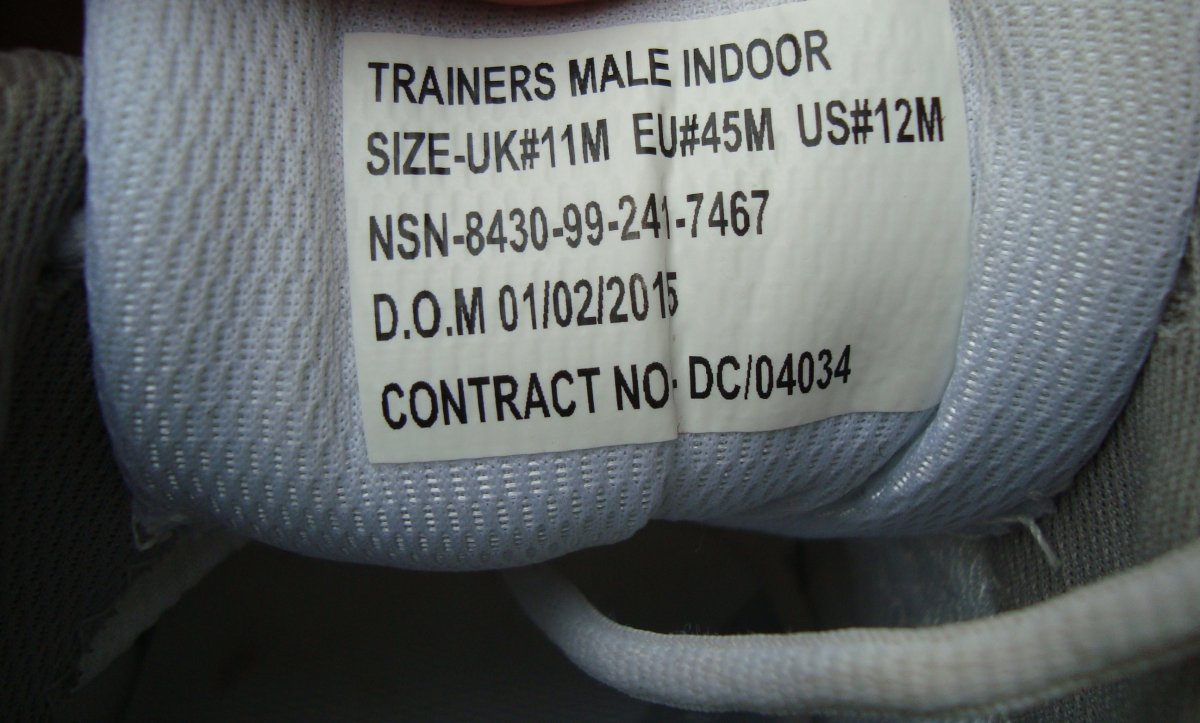 TRAINERS MALE INDOOR
SIZE-UK#11M EU#45M US#12M
NSN-8430-99-241-7467
D.O.M 01/02/2015
CONTRACT NO- DC/04034